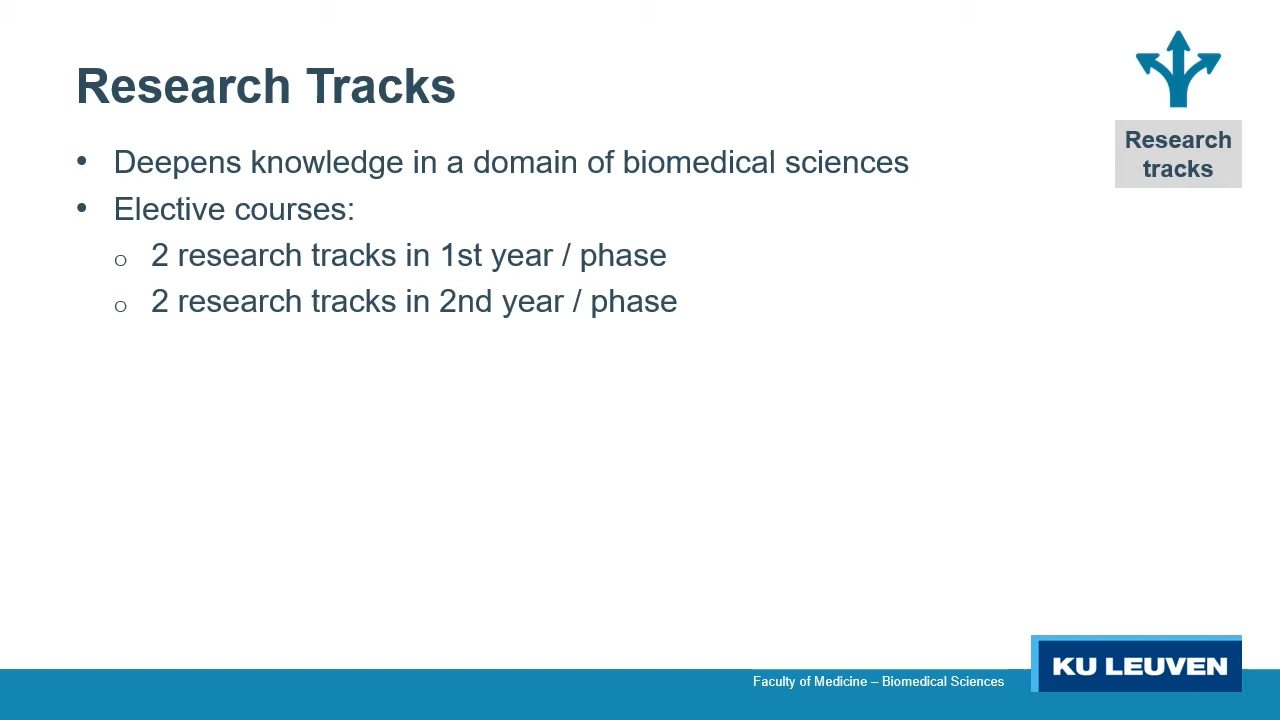 Research Tracks
Research
tracks
• Deepens knowledge in a domain of biomedical sciences
• Elective courses:
o 2 research tracks in 1st year / phase
o 2 research tracks in 2nd year / phase
Faculty of Medicine – Biomedical Sciences
KU LEUVEN